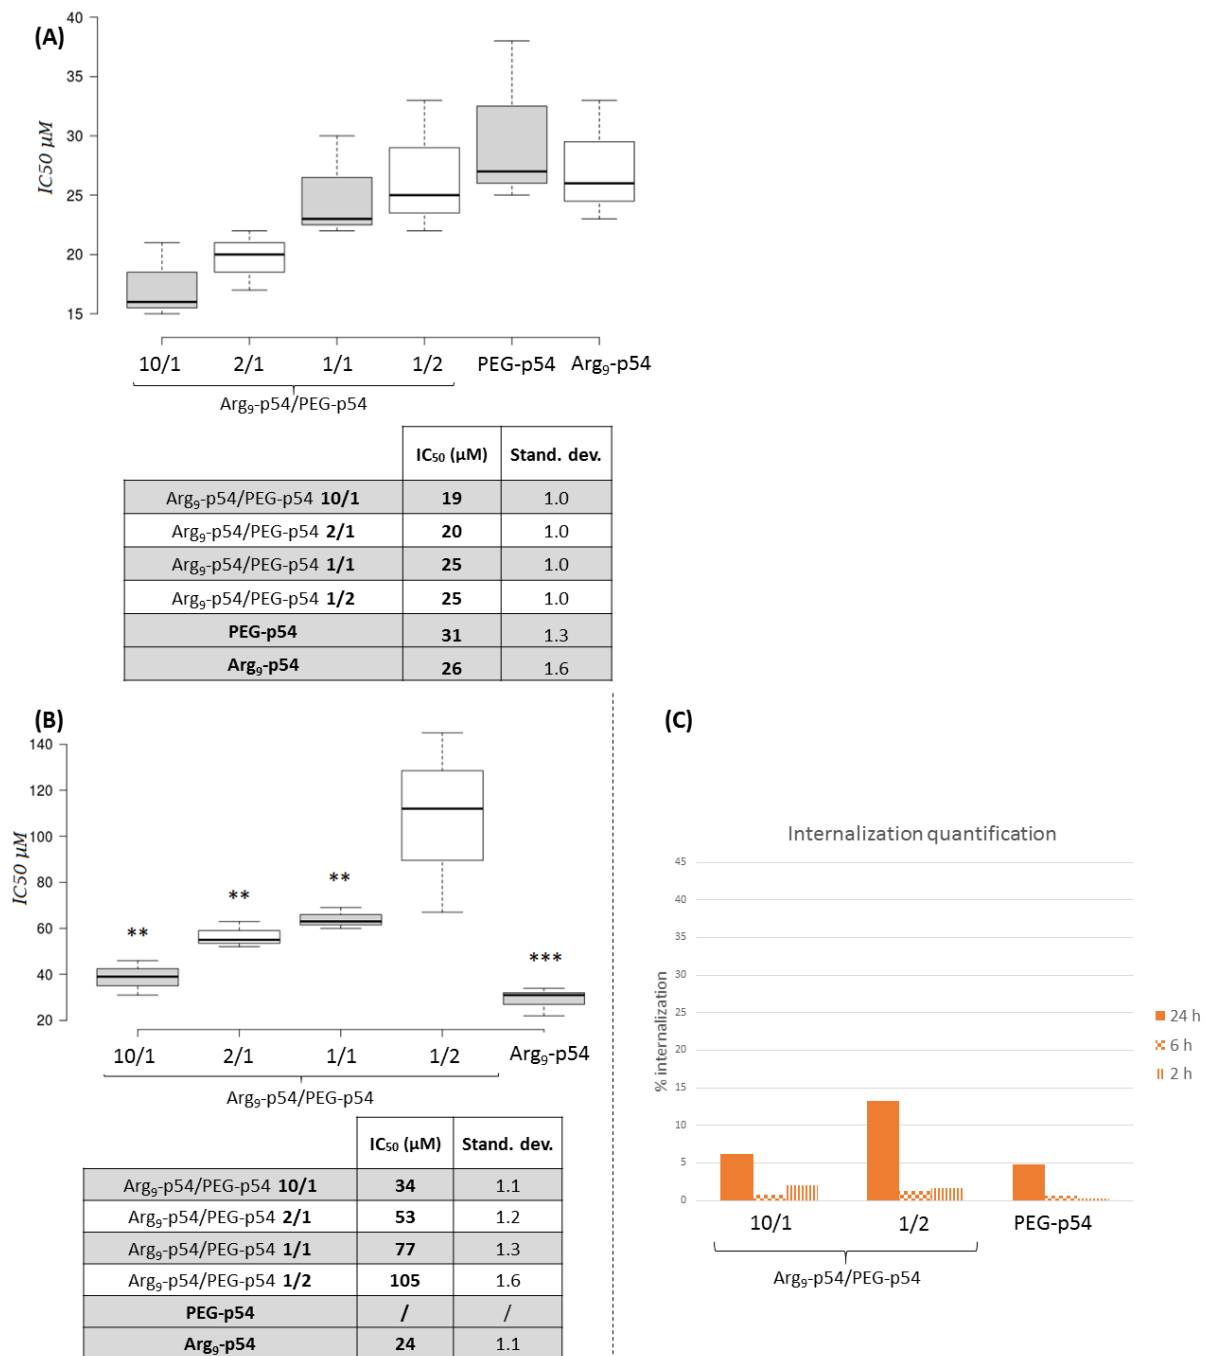 (A)
40
35
30
25
20
15
IC50 μM
10/1 2/1 1/1 1/2 PEG-p54 Arg₉-p54
Arg₉-p54/PEG-p54
IC₅₀ (μM) Stand. dev.
Arg₉-p54/PEG-p54 10/1 19 1.0
Arg₉-p54/PEG-p54 2/1 20 1.0
Arg₉-p54/PEG-p54 1/1 25 1.0
Arg₉-p54/PEG-p54 1/2 25 1.0
PEG-p54 31 1.3
Arg₉-p54 26 1.6
(B)
140
120
100
80
60
40
20
IC50 μM
** ** ** ***
10/1 2/1 1/1 1/2 Arg₉-p54
Arg₉-p54/PEG-p54
IC₅₀ (μM) Stand. dev.
Arg₉-p54/PEG-p54 10/1 34 1.1
Arg₉-p54/PEG-p54 2/1 53 1.2
Arg₉-p54/PEG-p54 1/1 77 1.3
Arg₉-p54/PEG-p54 1/2 105 1.6
PEG-p54 / /
Arg₉-p54 24 1.1
(C)
Internalization quantification
45
40
35
30
25
20
15
10
5
0
% internalization
24 h
6 h
2 h
10/1 1/2 PEG-p54
Arg₉-p54/PEG-p54